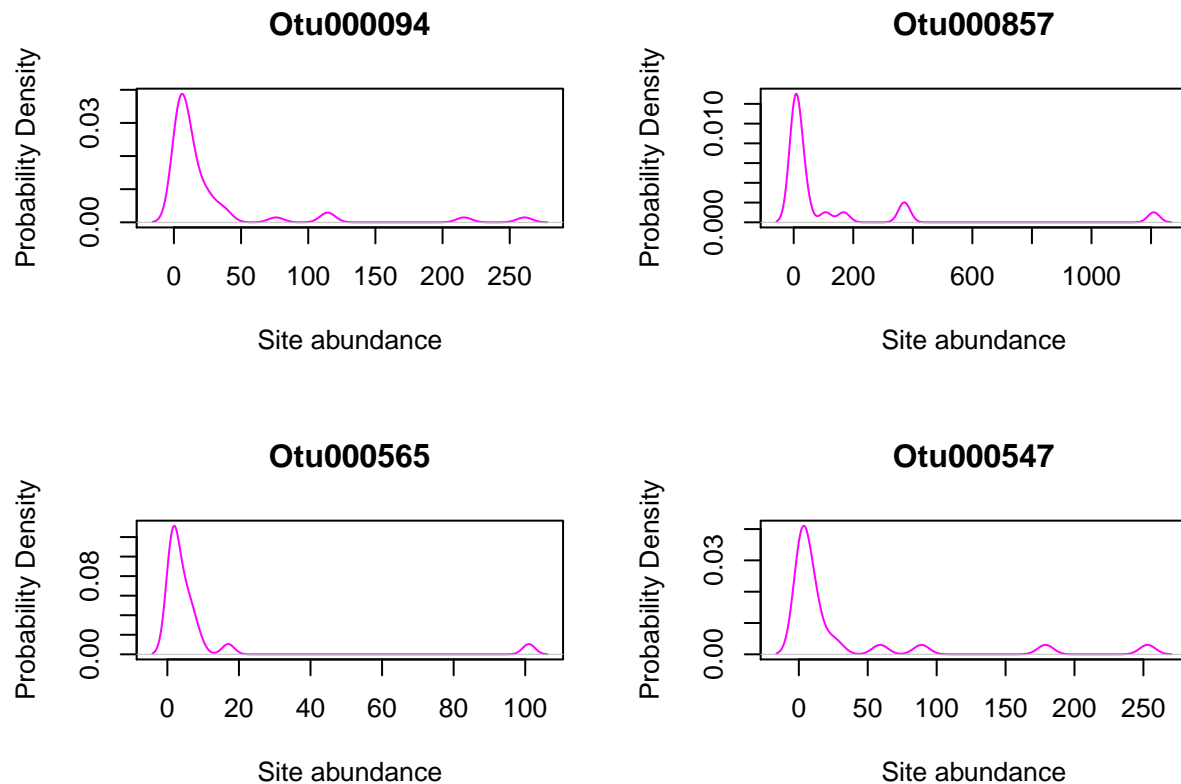 Otu000094
Probability Density
0.00 0.03
0 50 100 150 200 250
Site abundance
Otu000857
Probability Density
0.000 0.010
0 200 600 1000
Site abundance
Otu000565
Probability Density
0.00 0.08
0 20 40 60 80 100
Site abundance
Otu000547
Probability Density
0.00 0.03
0 50 100 150 200 250
Site abundance